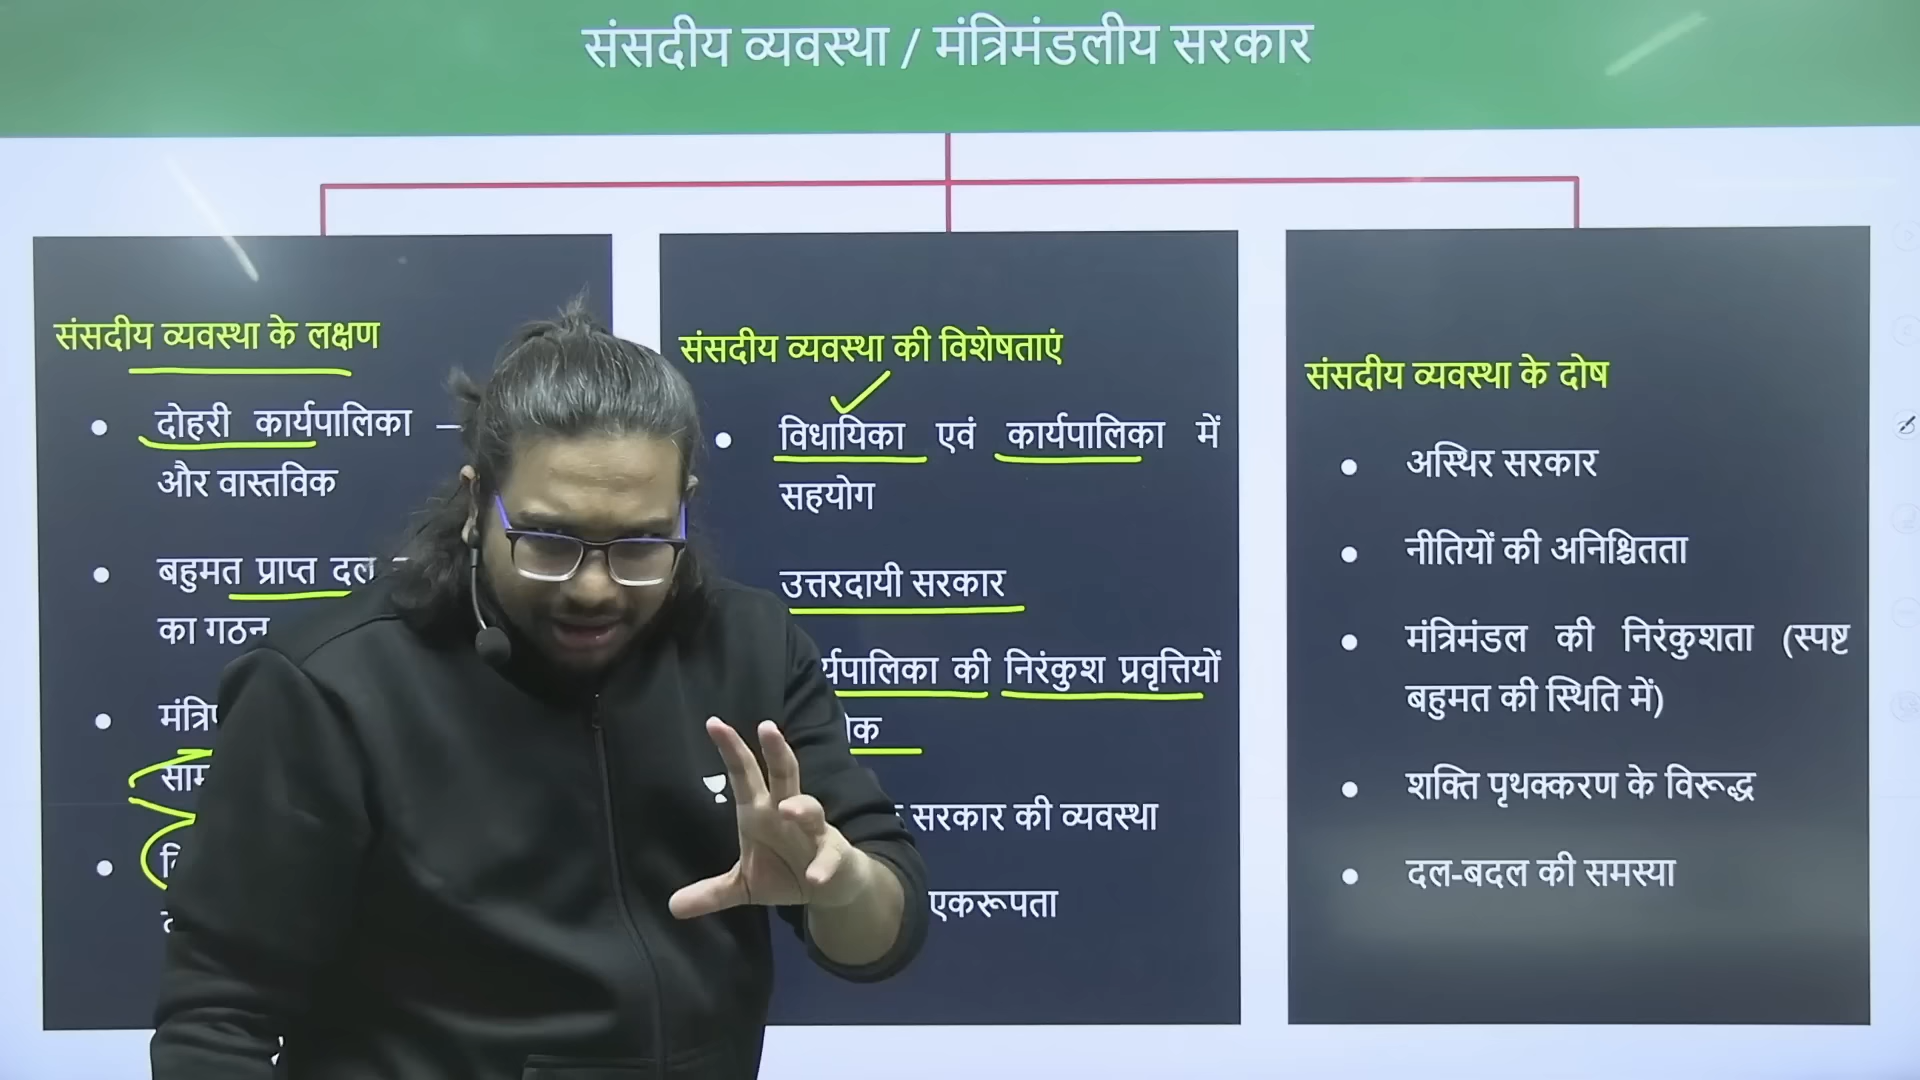 संसदीय व्यवस्था / मंत्रिमंडलीय सरकार
संसदीय व्यवस्था के लक्षण
दोहरी कार्यपालिका –
और वास्तविक
बहुमत प्राप्त दल
का गठन
संसदीय व्यवस्था की विशेषताएं
विधायिका एवं कार्यपालिका में
सहयोग
उत्तरदायी सरकार
की निरंकुश प्रवृत्तियों
सरकार की व्यवस्था
एकरूपता
संसदीय व्यवस्था के दोष
अस्थिर सरकार
नीतियों की अनिश्चितता
मंत्रिमंडल की निरंकुशता (स्पष्ट
बहुमत की स्थिति में)
शक्ति पृथक्करण के विरूद्ध
दल-बदल की समस्या